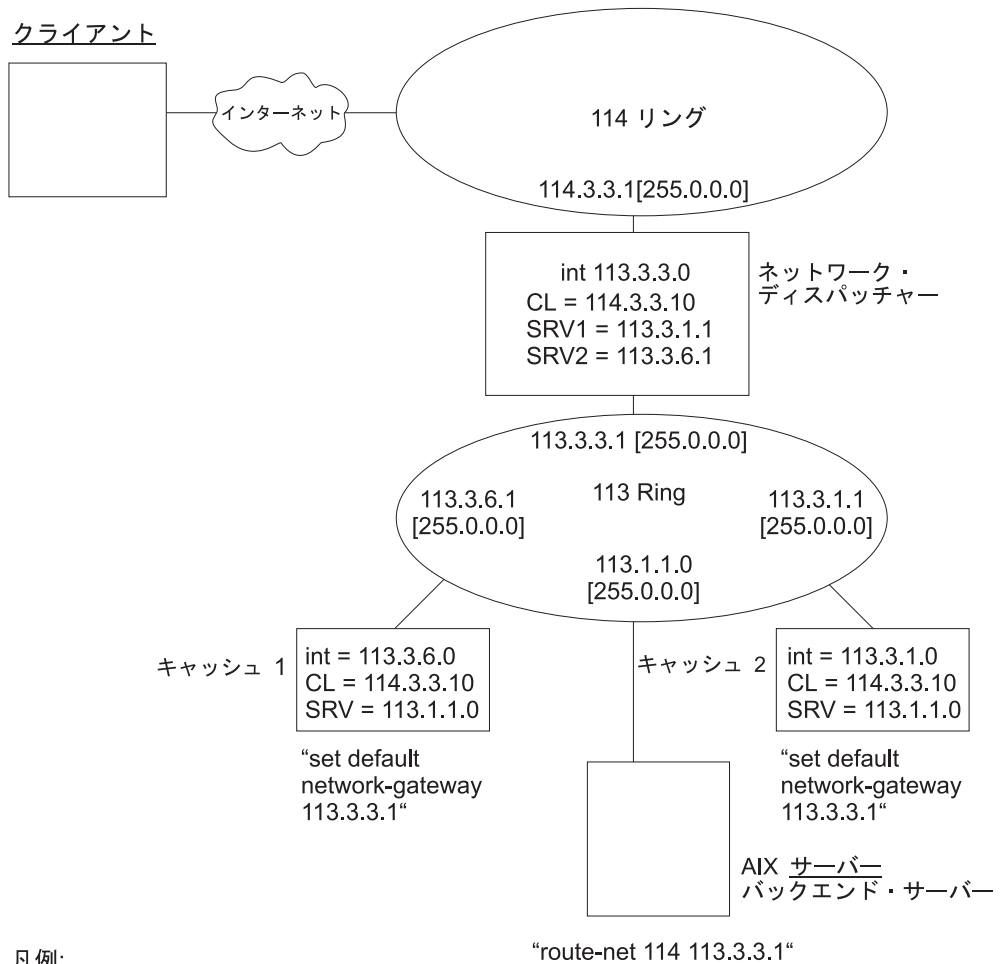 クライアント
インターネット
114 リング
114.3.3.1[255.0.0.0]
int 113.3.3.0
CL = 114.3.3.10
SRV1 = 113.3.1.1
SRV2 = 113.3.6.1
ネットワーク・
ディスパッチャー
113.3.3.1 [255.0.0.0]
113 Ring
113.3.6.1
[255.0.0.0]
113.3.1.1
[255.0.0.0]
113.1.1.0
[255.0.0.0]
キャッシュ 1
int = 113.3.6.0
CL = 114.3.3.10
SRV = 113.1.1.0
“set default
network-gateway
113.3.3.1“
キャッシュ 2
int = 113.3.1.0
CL = 114.3.3.10
SRV = 113.1.1.0
“set default
network-gateway
113.3.3.1“
AIX サーバー
バックエンド・サーバー
“route-net 114 113.3.3.1“
凡例: